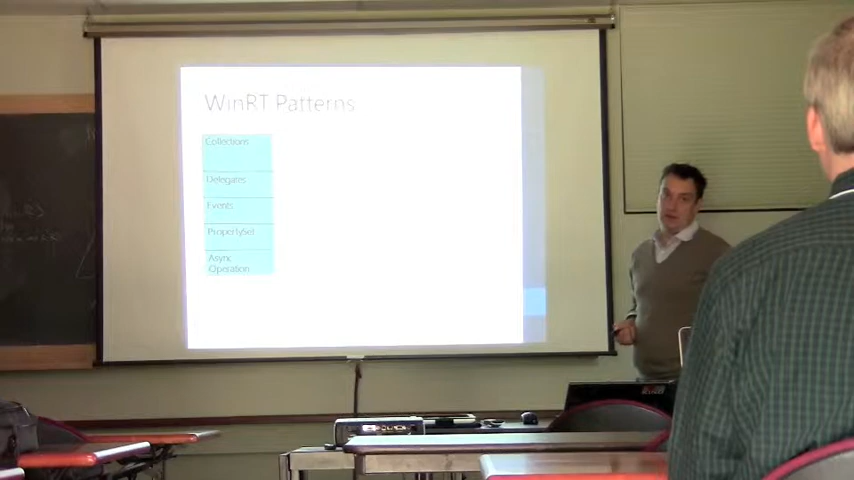 WinRT Patterns
Collections
Delegates
Events
PropertySet
Async
Operation